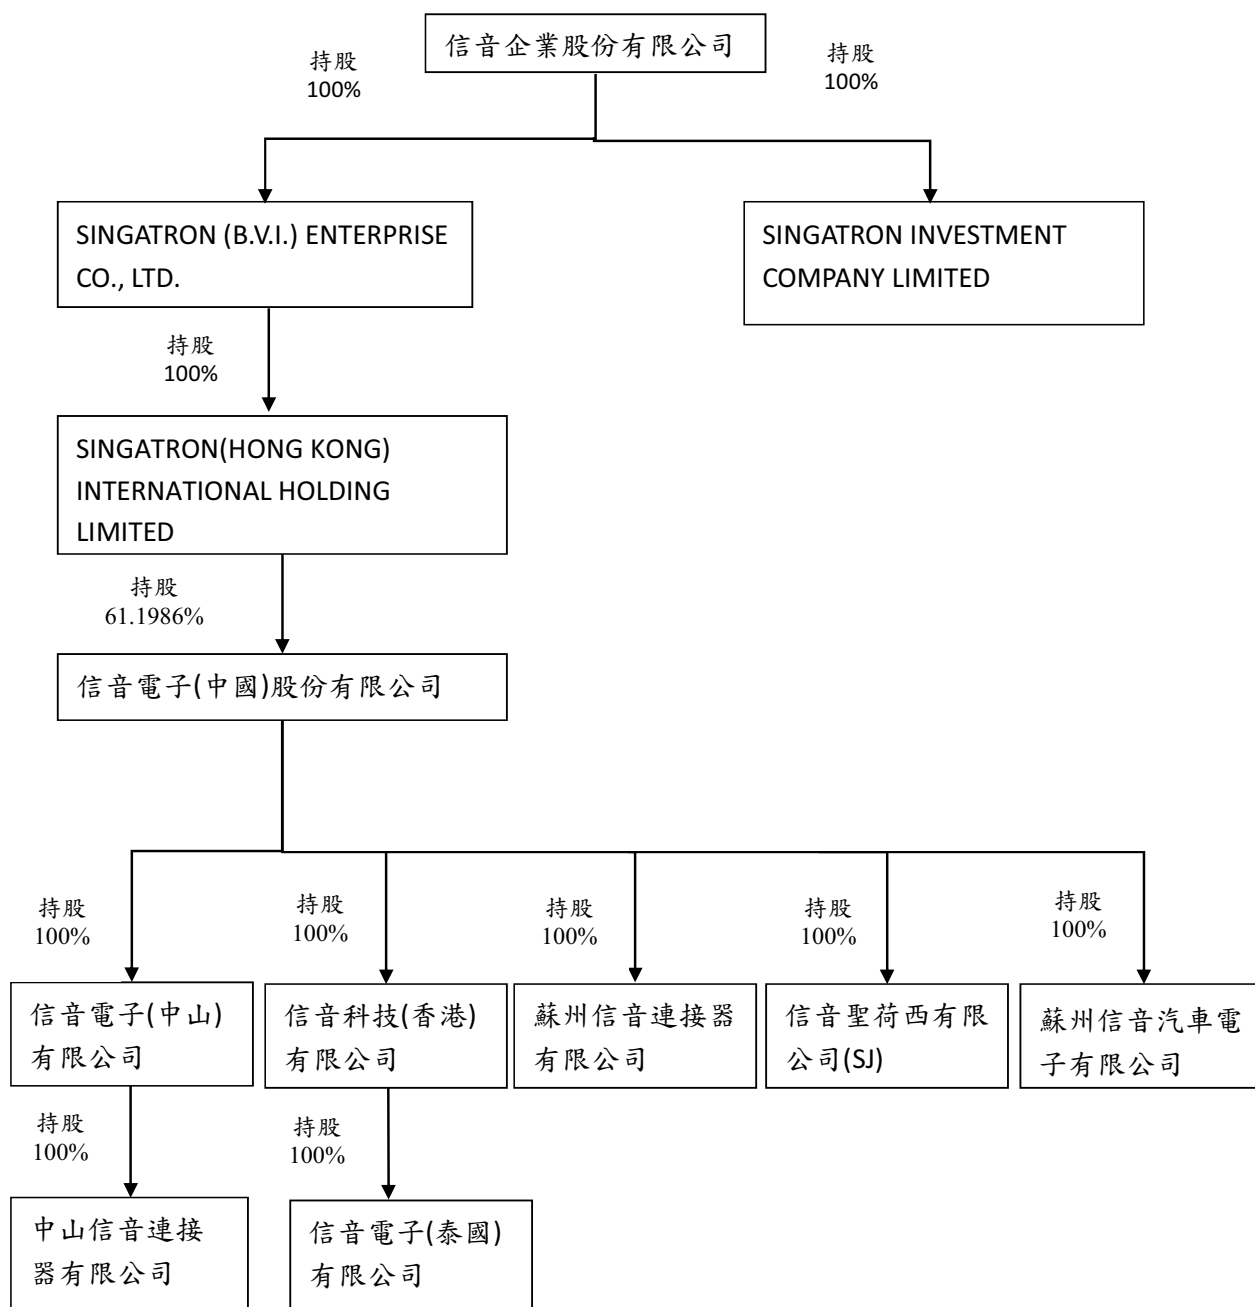 信音企業股份有限公司
持股
100%
持股
100%
SINGATRON (B.V.I.) ENTERPRISE
CO., LTD.
SINGATRON INVESTMENT
COMPANY LIMITED
持股
100%
SINGATRON(HONG KONG)
INTERNATIONAL HOLDING
LIMITED
持股
61.1986%
信音電子(中國)股份有限公司
持股
100%
持股
100%
持股
100%
持股
100%
持股
100%
信音電子(中山)
有限公司
信音科技(香港)
有限公司
蘇州信音連接器
有限公司
信音聖荷西有限
公司(SJ)
蘇州信音汽車電
子有限公司
持股
100%
持股
100%
中山信音連接
器有限公司
信音電子(泰國)
有限公司